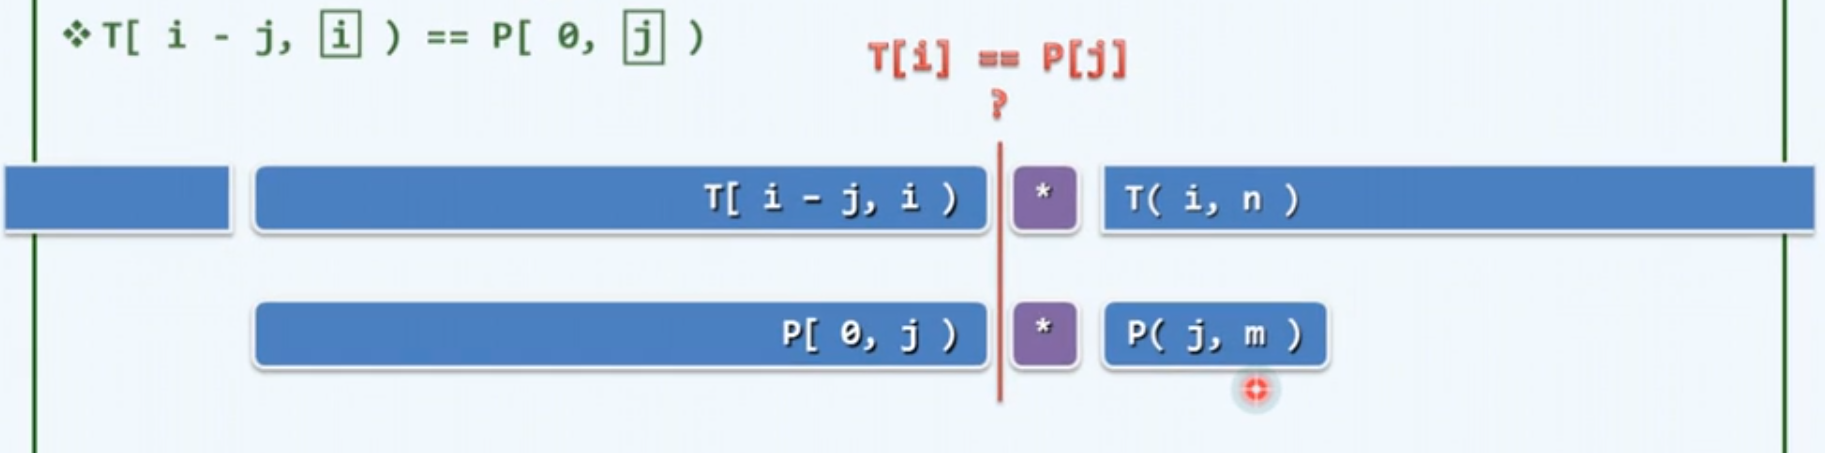 ❖ T[ i - j, i ) == P[ 0, j )
T[i] == P[j]
?
T[ i - j, i ) * T( i, n )
P[ 0, j ) * P( j, m )